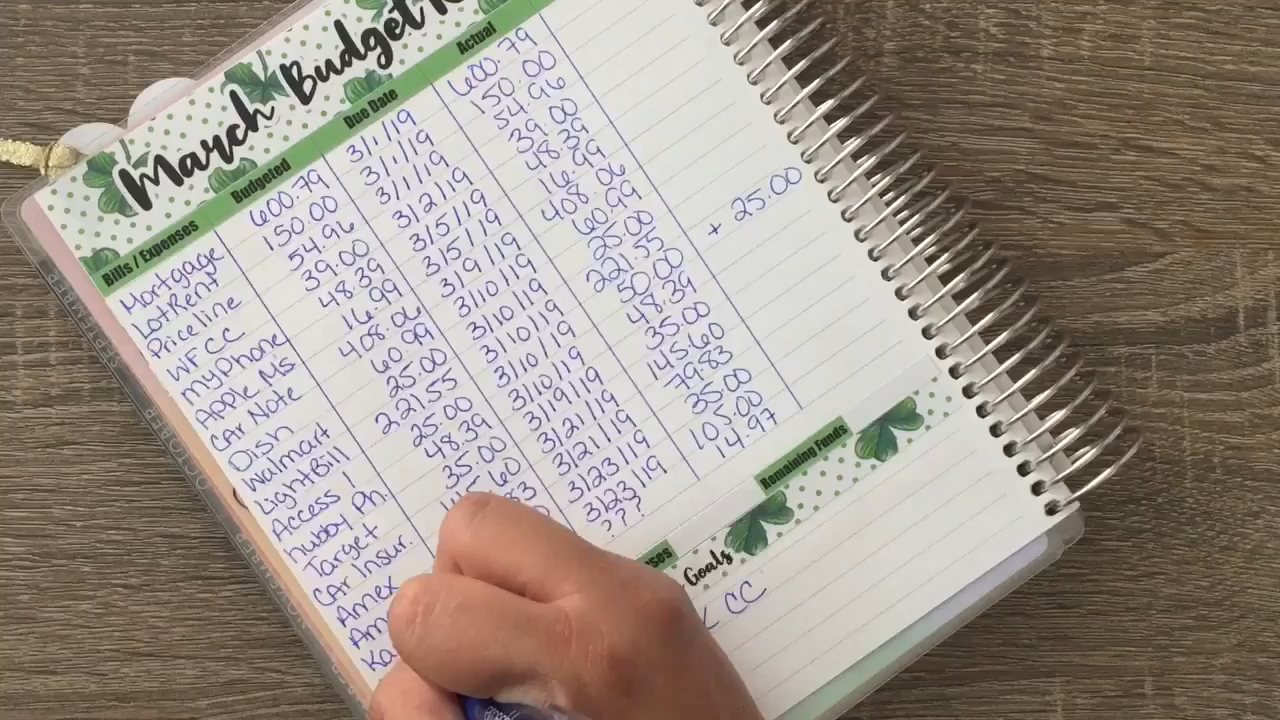 March Budget
Bills / Expenses Budgeted Due Date Actual
Mortgage 600.79 3/1/19 600.79
Lot Rent 150.00 3/1/19 150.00
Priceline 54.96 3/1/19 54.96
WF CC 39.00 3/2/19 39.00
my Phone 48.39 3/5/19 48.39
Apple Ms 16.99 3/5/19 16.99
CAr Note 408.06 3/9/19 408.06
Dish 60.99 3/10/19 60.99
Walmart 25.00 3/10/19 25.00
Light Bill 221.55 3/10/19 221.55
Access 1 25.00 3/10/19 50.00 + 25.00
hubby Ph. 48.39 3/19/19 48.39
Target 35.00 3/21/19 35.00
CAr Insur. 3/21/19 145.60
Amex 3/23/19 79.83
3/23/19 35.00
??? 105.00
14.97
Remaining Funds
Goals
CC
SEPTEMBER
OCTOBER